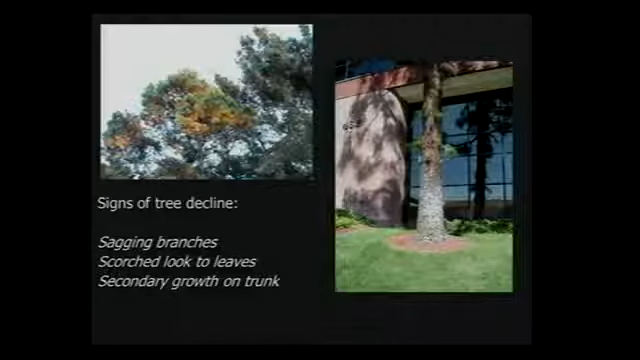 Signs of tree decline:
Sagging branches
Scorched look to leaves
Secondary growth on trunk